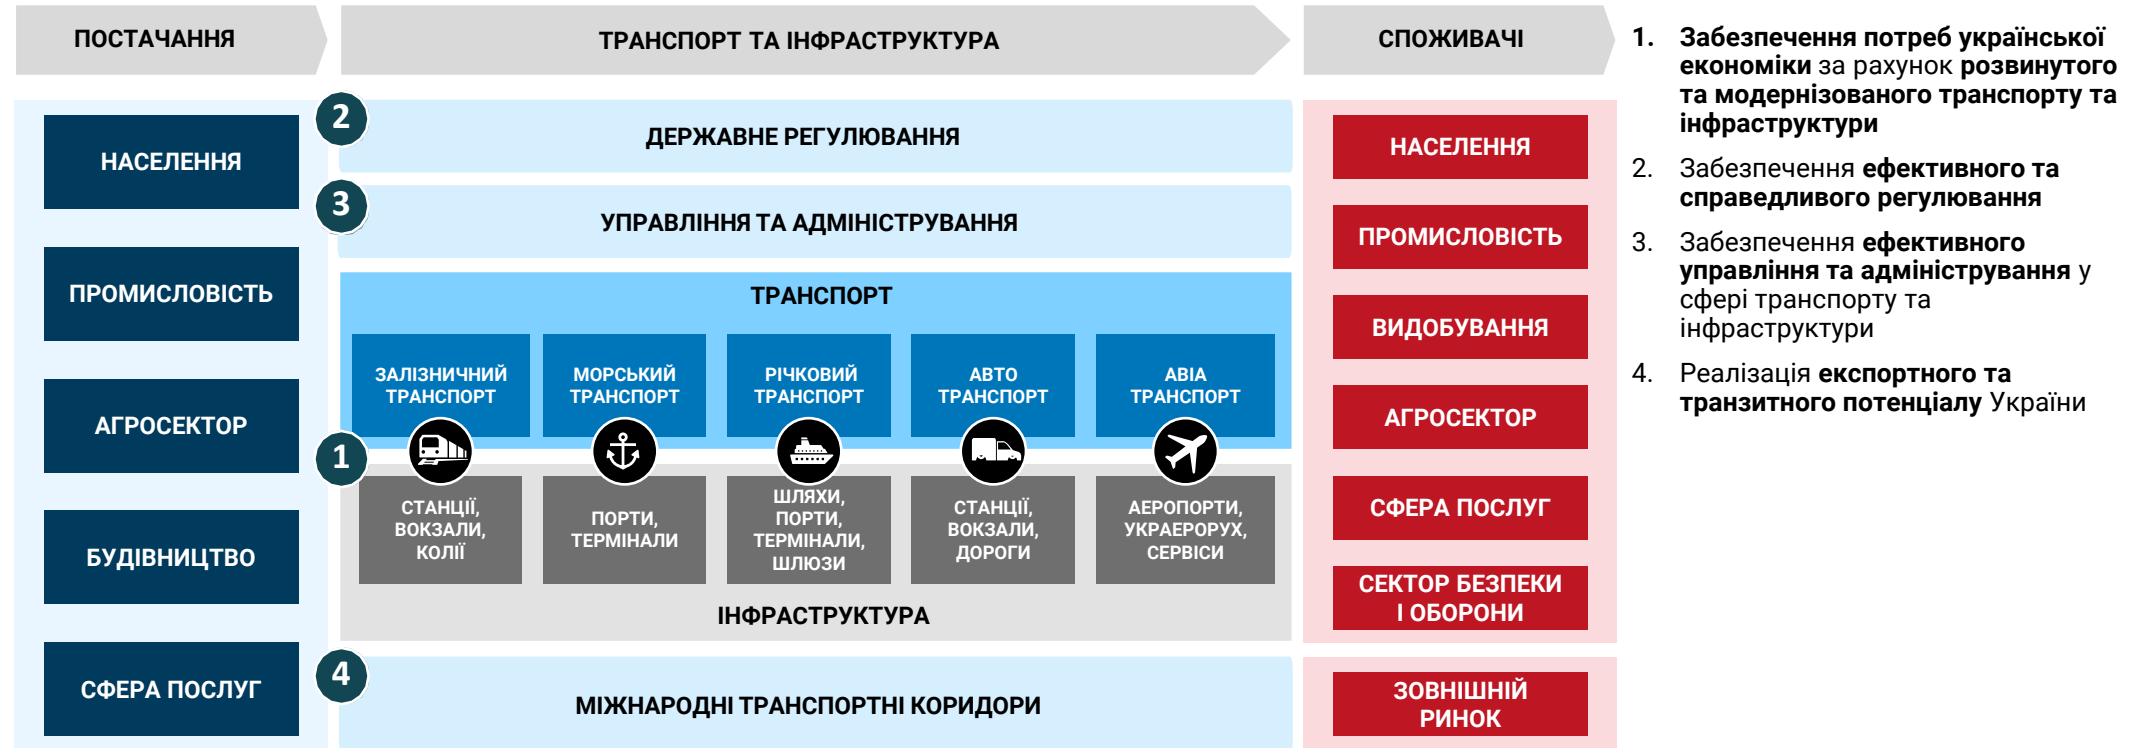 ПОСТАЧАННЯ
ТРАНСПОРТ ТА ІНФРАСТРУКТУРА
СПОЖИВАЧІ
НАСЕЛЕННЯ
ПРОМИСЛОВІСТЬ
АГРОСЕКТОР
БУДІВНИЦТВО
СФЕРА ПОСЛУГ
2
ДЕРЖАВНЕ РЕГУЛЮВАННЯ
3
УПРАВЛІННЯ ТА АДМІНІСТРУВАННЯ
ТРАНСПОРТ
ЗАЛІЗНИЧНИЙ
ТРАНСПОРТ
МОРСЬКИЙ
ТРАНСПОРТ
РІЧКОВИЙ
ТРАНСПОРТ
АВТО
ТРАНСПОРТ
АВІА
ТРАНСПОРТ
1
СТАНЦІЇ,
ВОКЗАЛИ,
КОЛІЇ
ПОРТИ,
ТЕРМІНАЛИ
ШЛЯХИ,
ПОРТИ,
ТЕРМІНАЛИ,
ШЛЮЗИ
СТАНЦІЇ,
ВОКЗАЛИ,
ДОРОГИ
АЕРОПОРТИ,
УКРАЕРОРУХ,
СЕРВІСИ
ІНФРАСТРУКТУРА
4
МІЖНАРОДНІ ТРАНСПОРТНІ КОРИДОРИ
НАСЕЛЕННЯ
ПРОМИСЛОВІСТЬ
ВИДОБУВАННЯ
АГРОСЕКТОР
СФЕРА ПОСЛУГ
СЕКТОР БЕЗПЕКИ
І ОБОРОНИ
ЗОВНІШНІЙ
РИНОК
1. Забезпечення потреб української
економіки за рахунок розвинутого
та модернізованого транспорту та
інфраструктури
2. Забезпечення ефективного та
справедливого регулювання
3. Забезпечення ефективного
управління та адміністрування у
сфері транспорту та
інфраструктури
4. Реалізація експортного та
транзитного потенціалу України